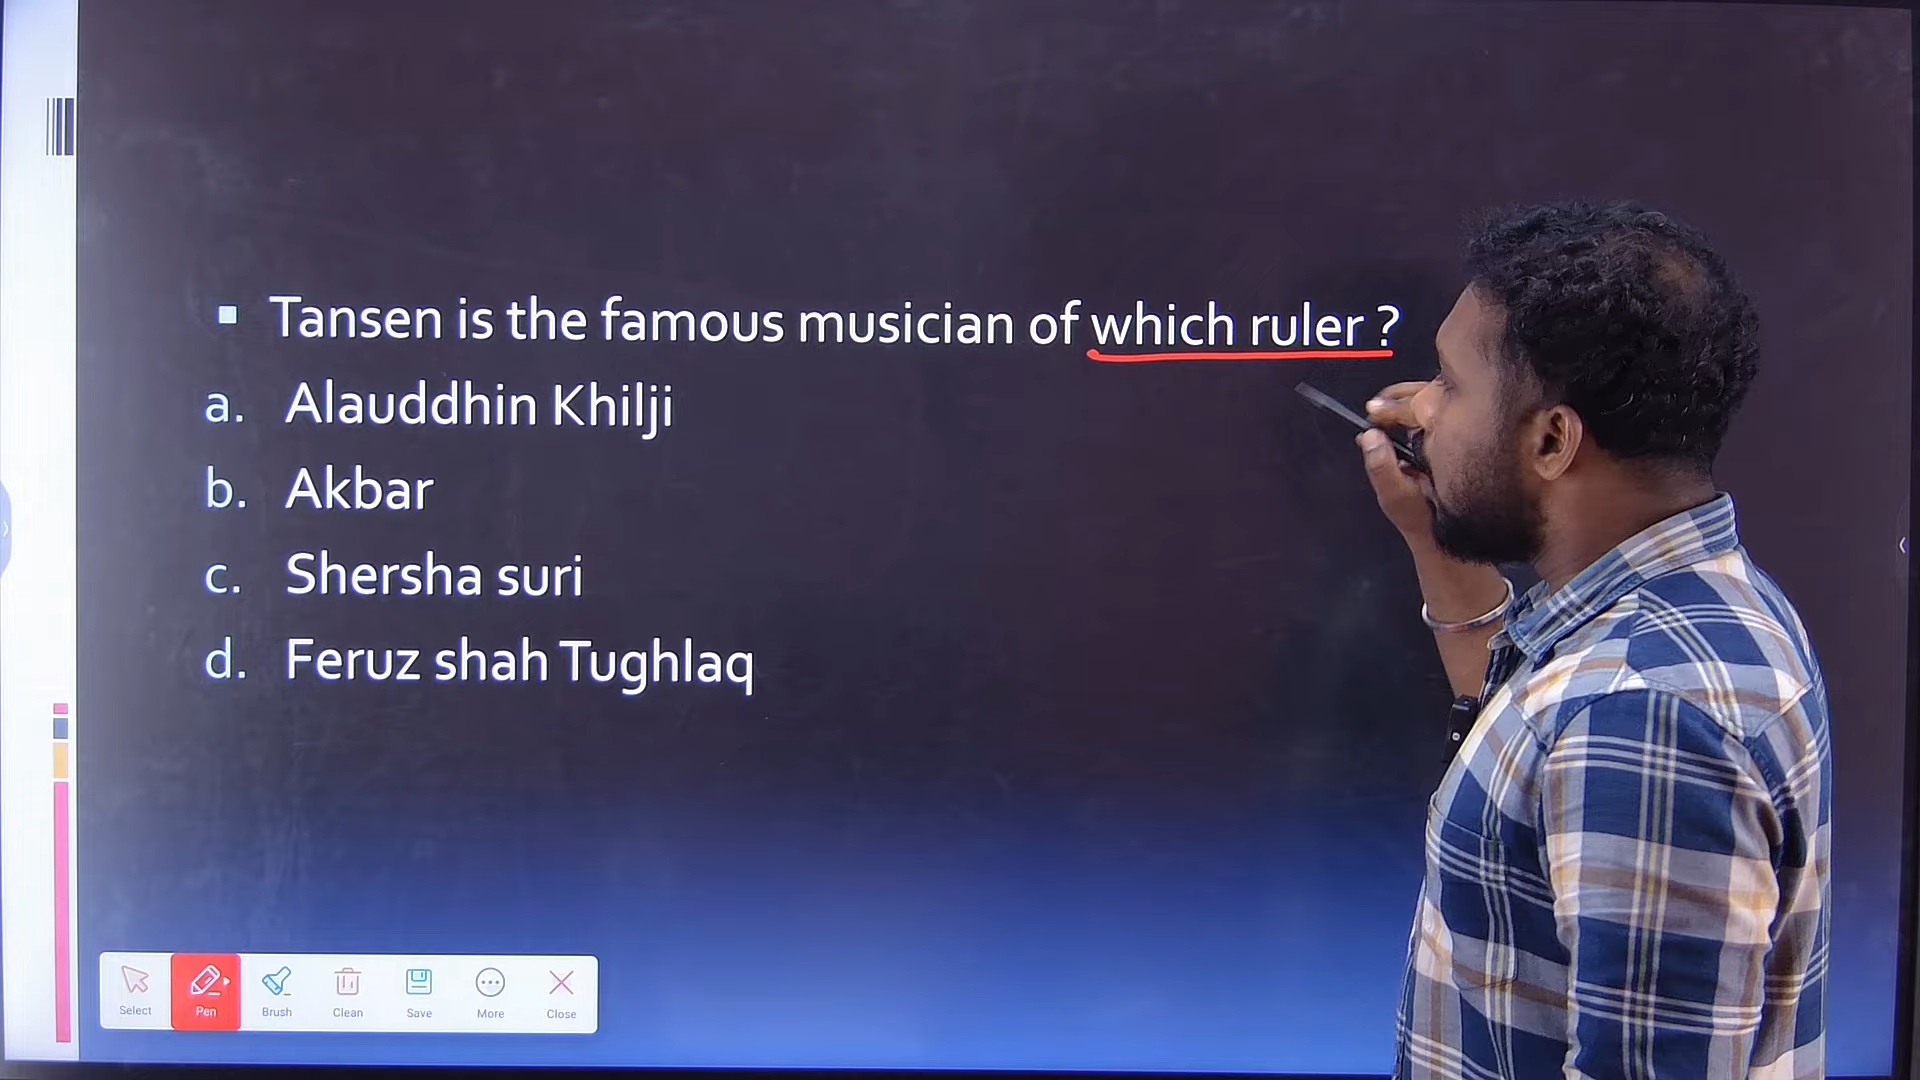 Tansen is the famous musician of which ruler ?
a. Alauddhin Khilji
b. Akbar
c. Shersha suri
d. Feruz shah Tughlaq
Select Pen Brush Clean Save More Close